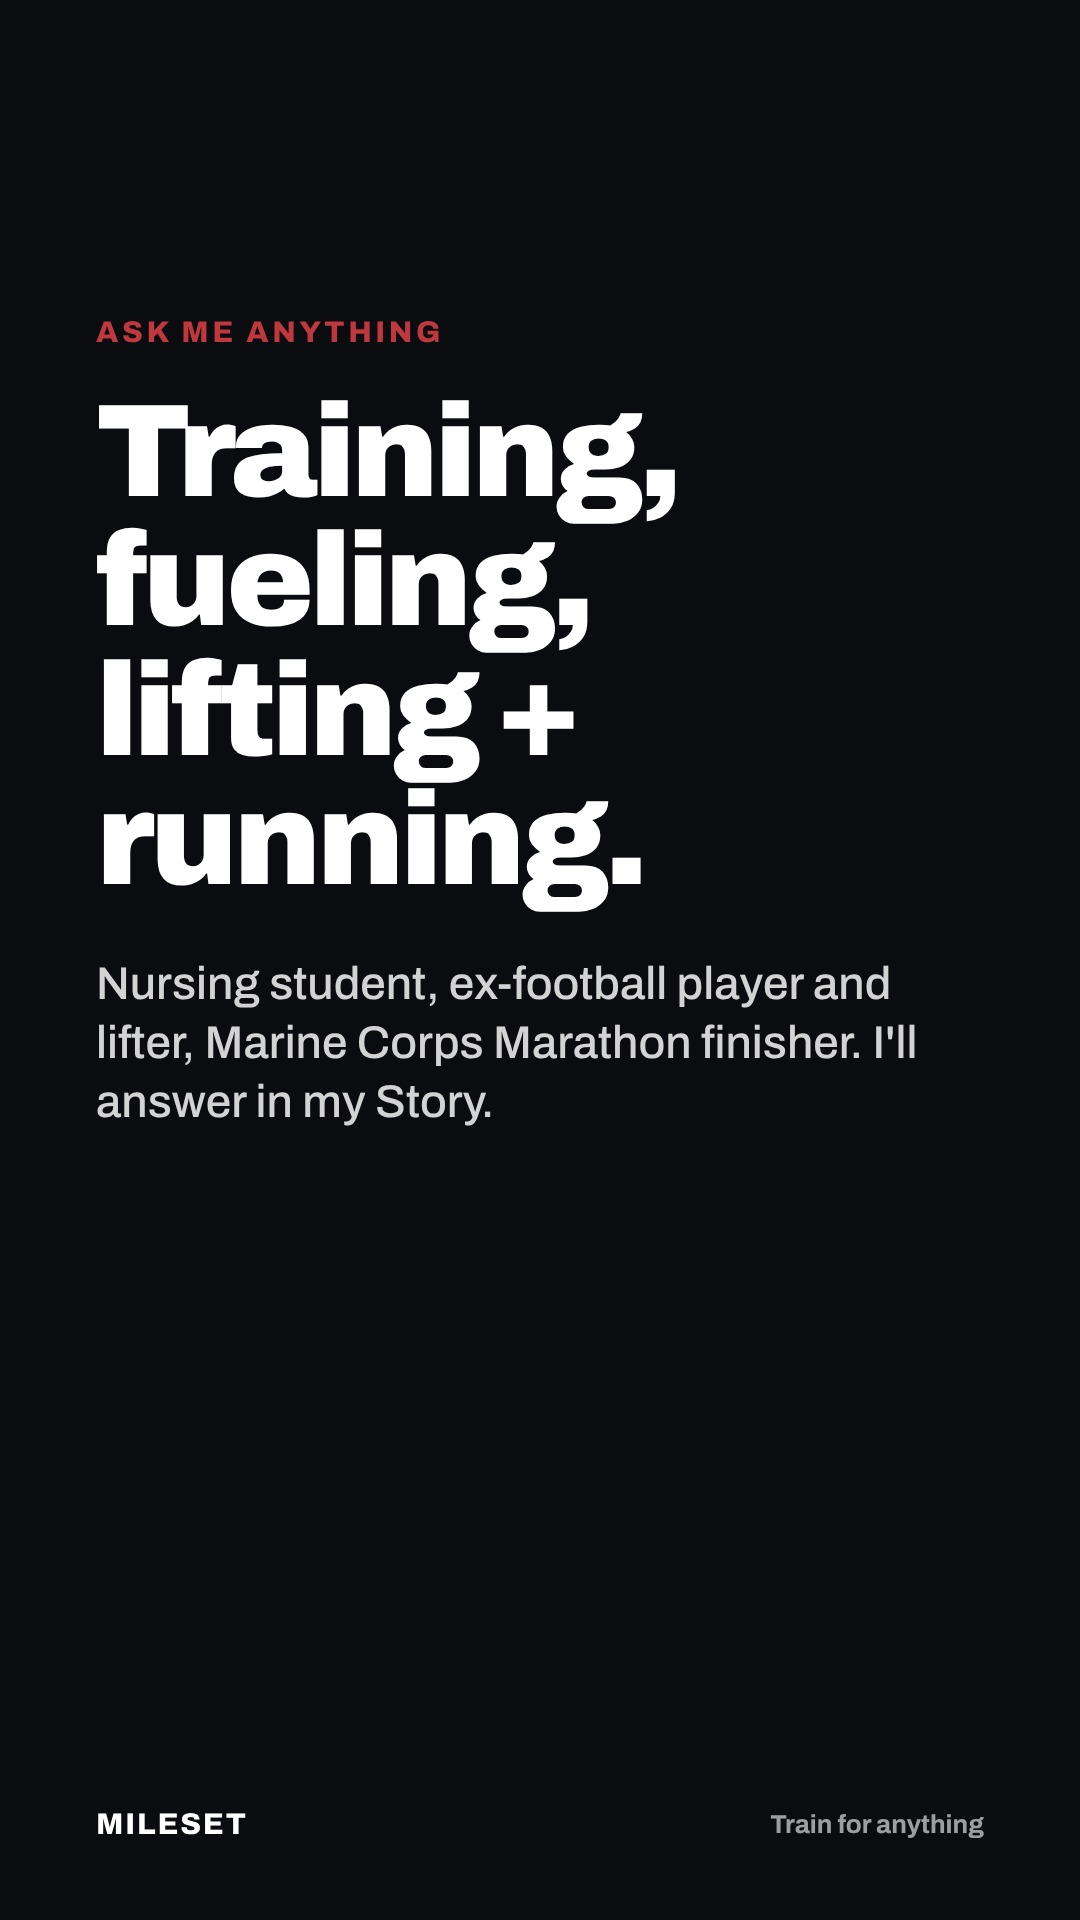 ASK ME ANYTHING
Training,
fueling,
lifting +
running.
Nursing student, ex-football player and
lifter, Marine Corps Marathon finisher. I'll
answer in my Story.
MILESET
Train for anything